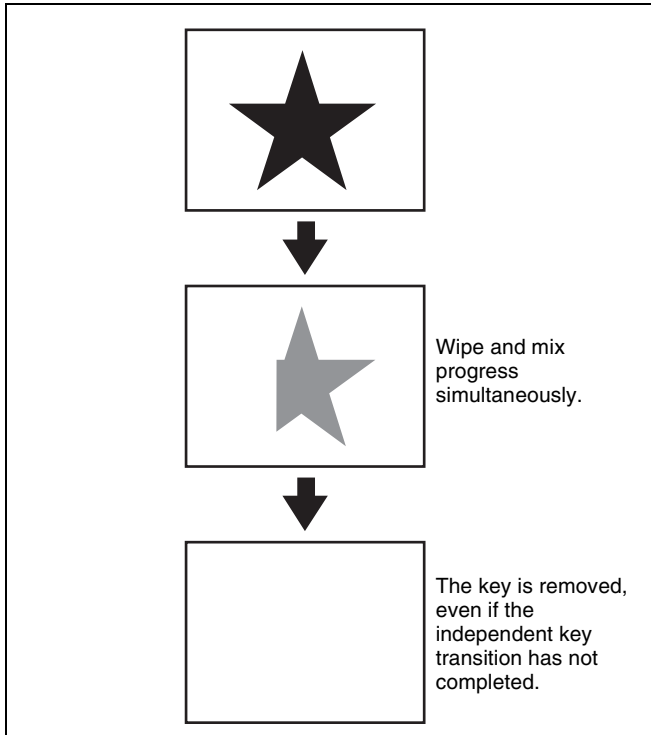 Wipe and mix
progress
simultaneously.
The key is removed,
even if the
independent key
transition has not
completed.